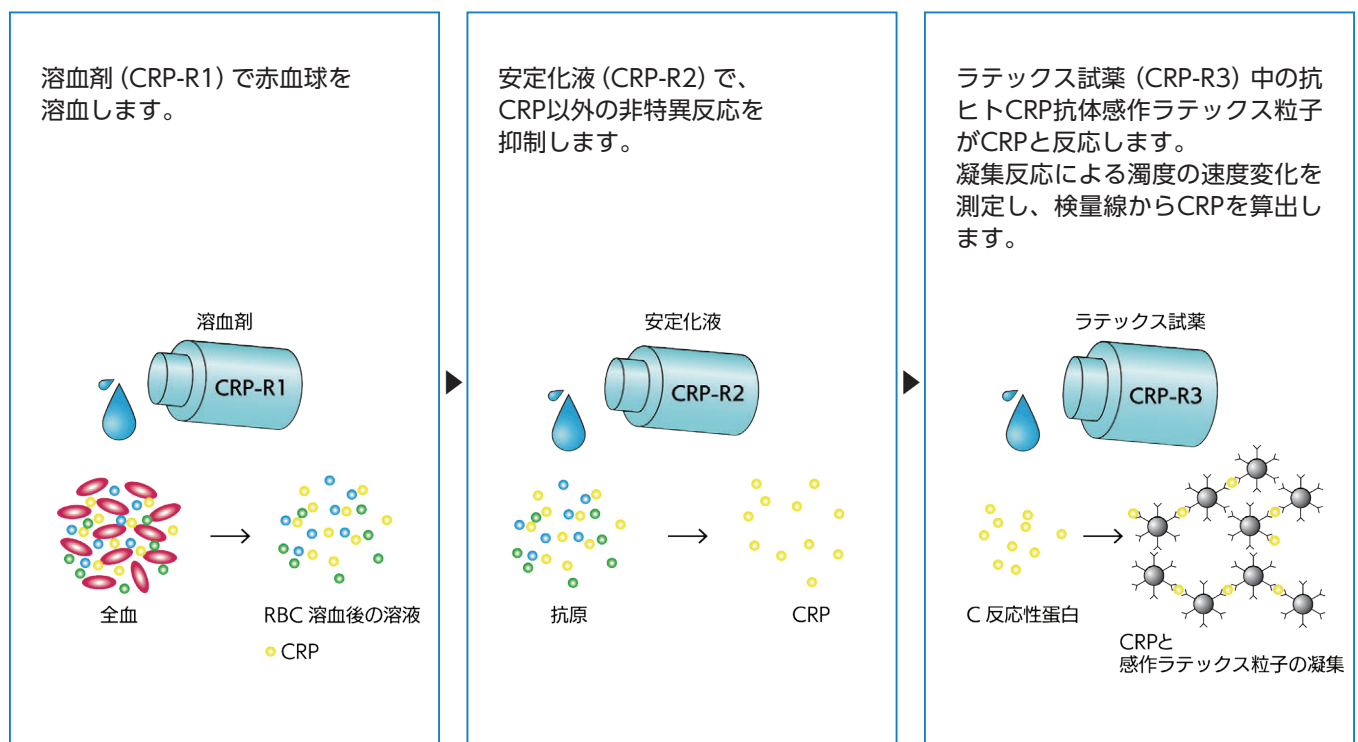 溶血剤 (CRP-R1) で赤血球を
溶血します。
溶血剤
CRP-R1
全血
RBC 溶血後の溶液
CRP
安定化液 (CRP-R2) で、
CRP以外の非特異反応を
抑制します。
安定化液
CRP-R2
抗原
CRP
ラテックス試薬 (CRP-R3) 中の抗
ヒトCRP抗体感作ラテックス粒子
がCRPと反応します。
凝集反応による濁度の速度変化を
測定し、検量線からCRPを算出し
ます。
ラテックス試薬
CRP-R3
C 反応性蛋白
CRPと
感作ラテックス粒子の凝集